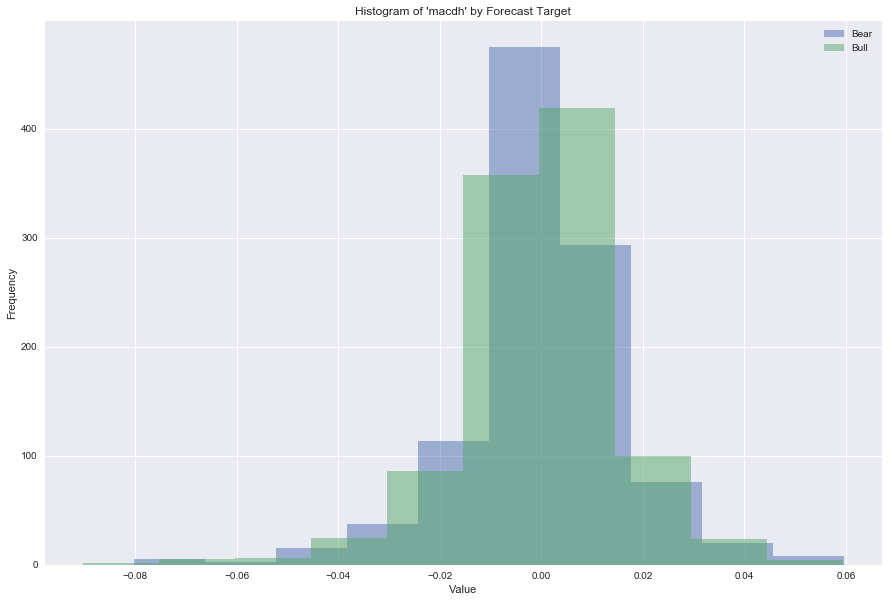 Histogram of 'macdh' by Forecast Target
Bear
Bull
400
300
200
100
0
Frequency
−0.08
−0.06
−0.04
−0.02
0.00
0.02
0.04
0.06
Value